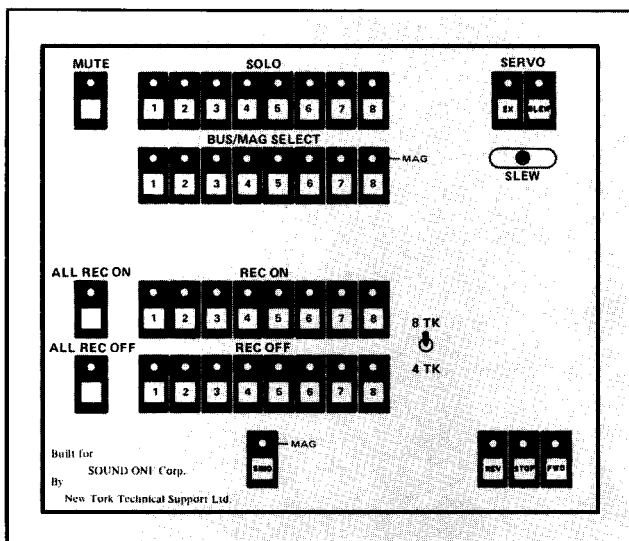 MUTE SOLO SERVO
1 2 3 4 5 6 7 8 EX SLEW
BUS/MAG SELECT
MAG
1 2 3 4 5 6 7 8
SLEW
ALL REC ON REC ON
1 2 3 4 5 6 7 8
8 TK
ALL REC OFF REC OFF
4 TK
1 2 3 4 5 6 7 8
MAG
REV STOP FWD
Built for
SOUND ONE Corp.
By
New York Technical Support Ltd.